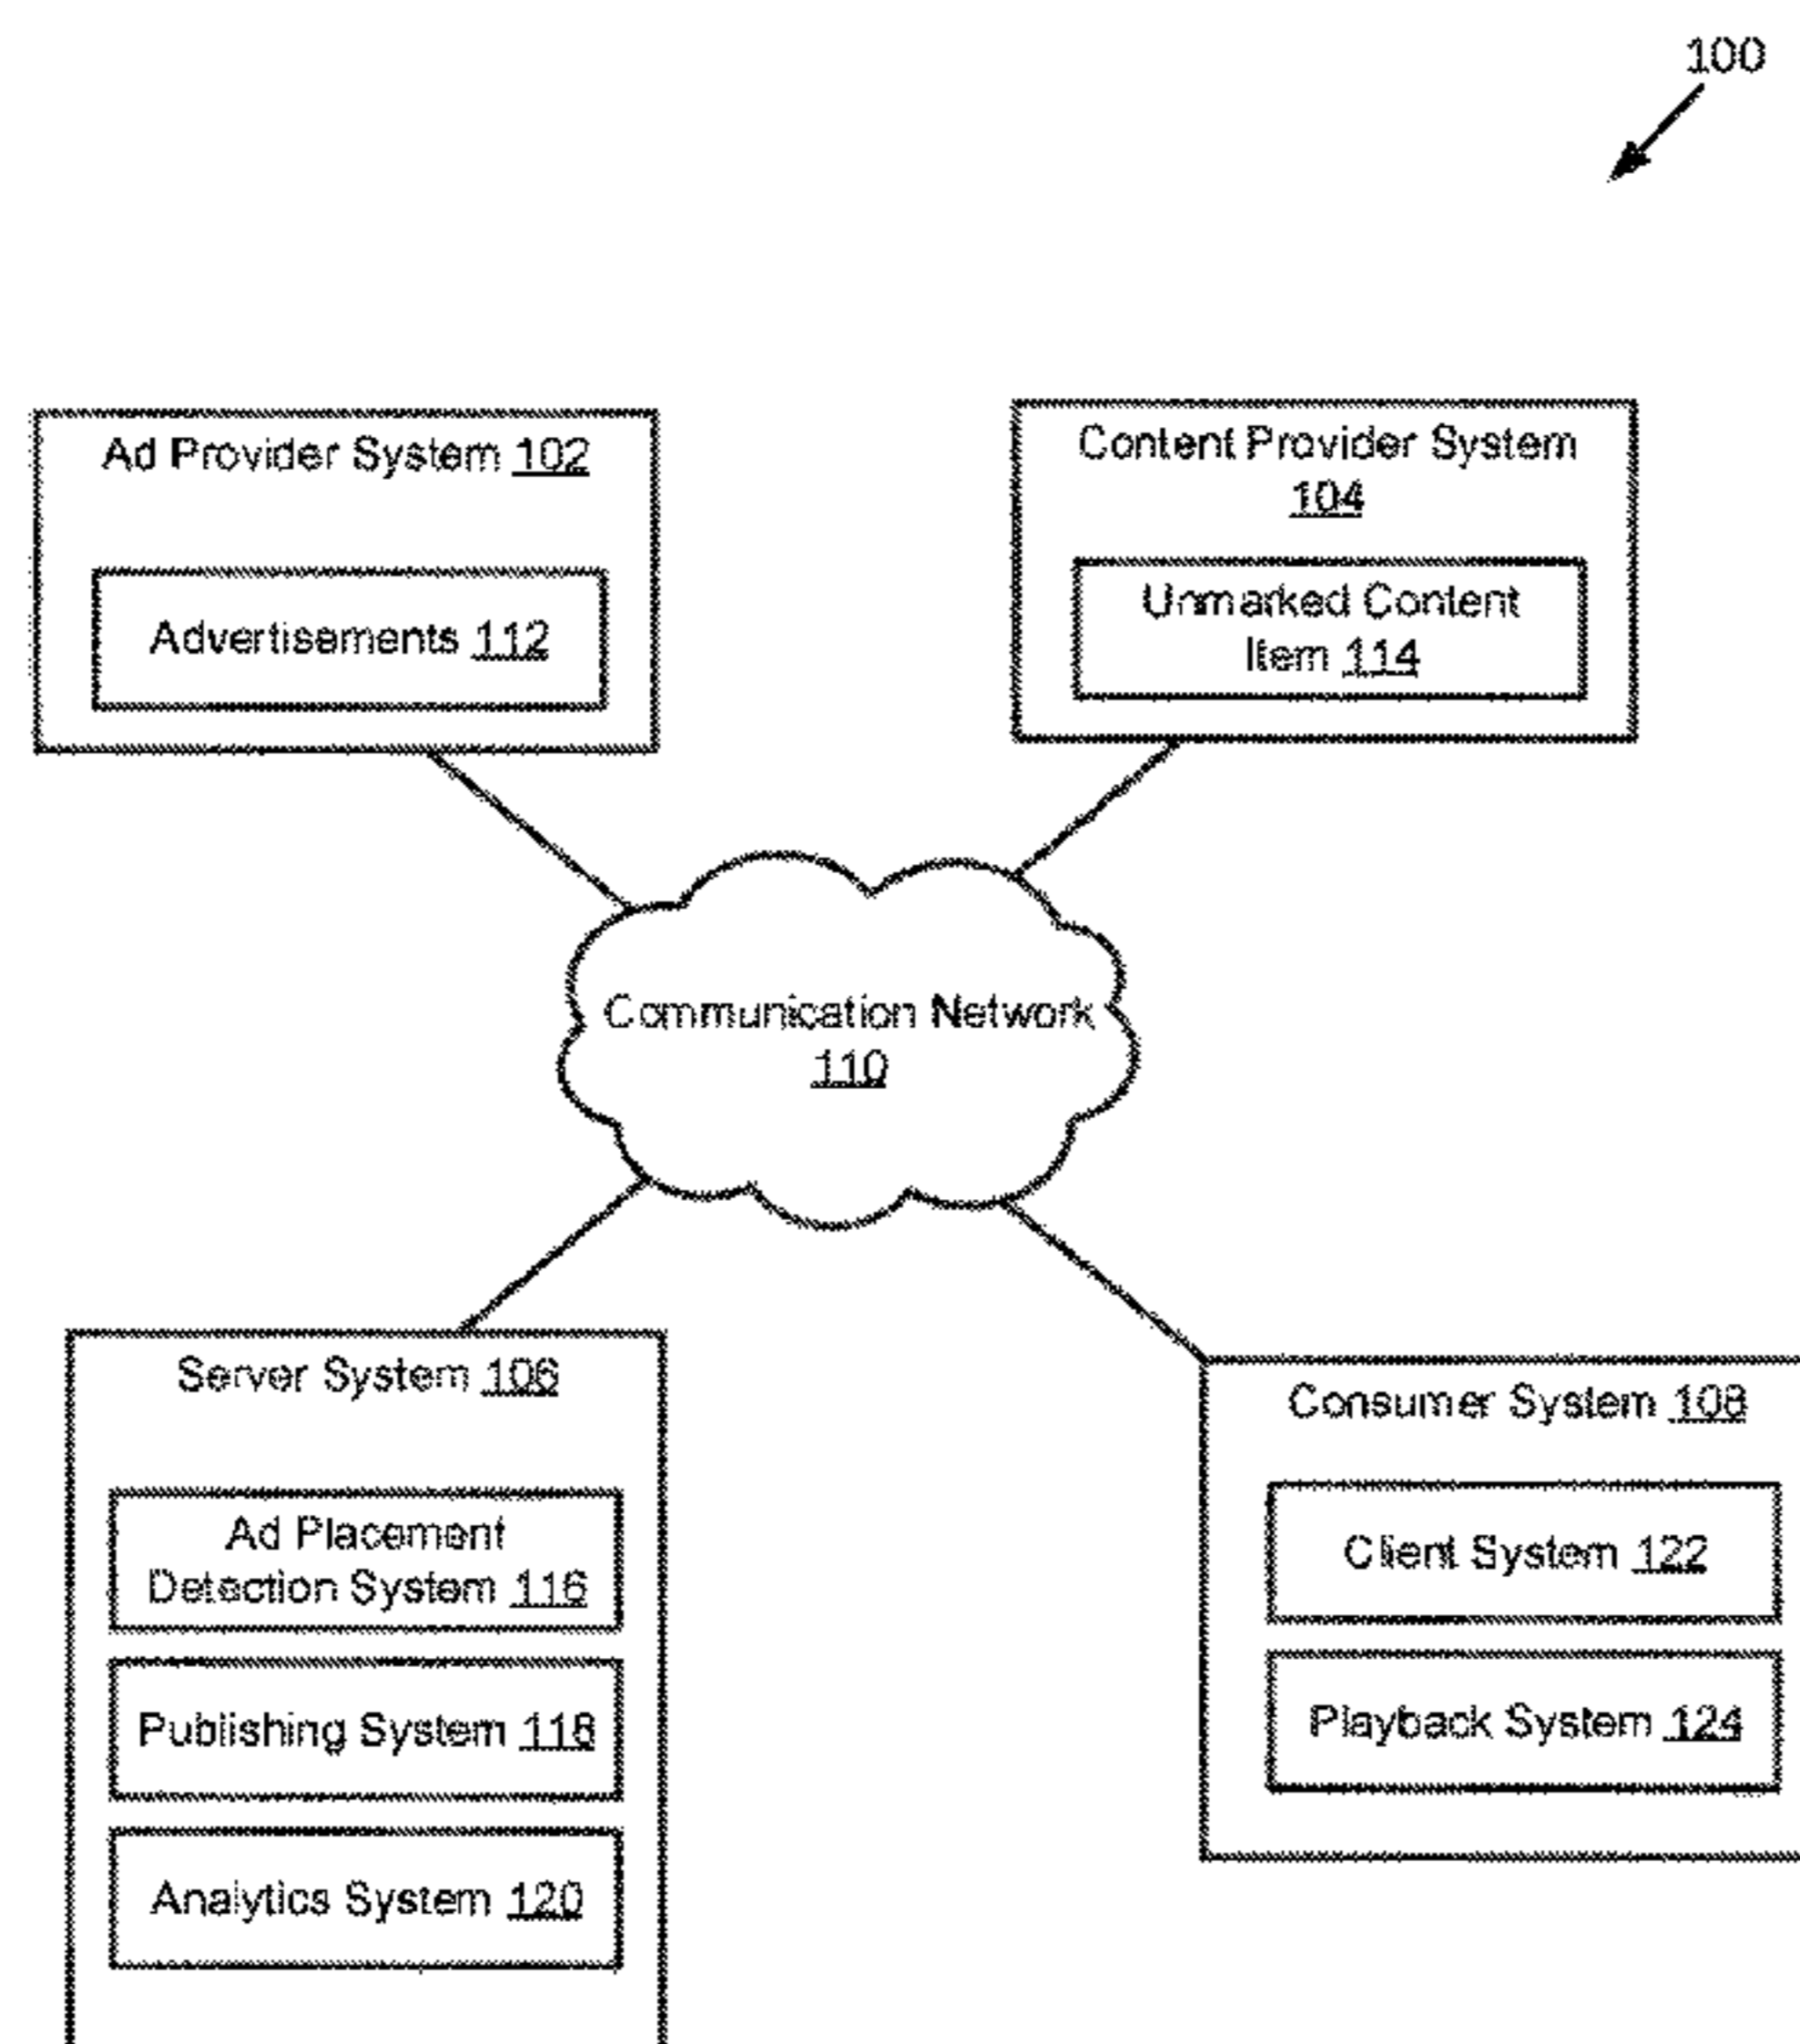 100
Ad Provider System 102
Advertisements 112
Content Provider System
104
Unmarked Content
Item 114
Communication Network
110
Server System 106
Ad Placement
Detection System 116
Publishing System 118
Analytics System 120
Consumer System 108
Client System 122
Playback System 124